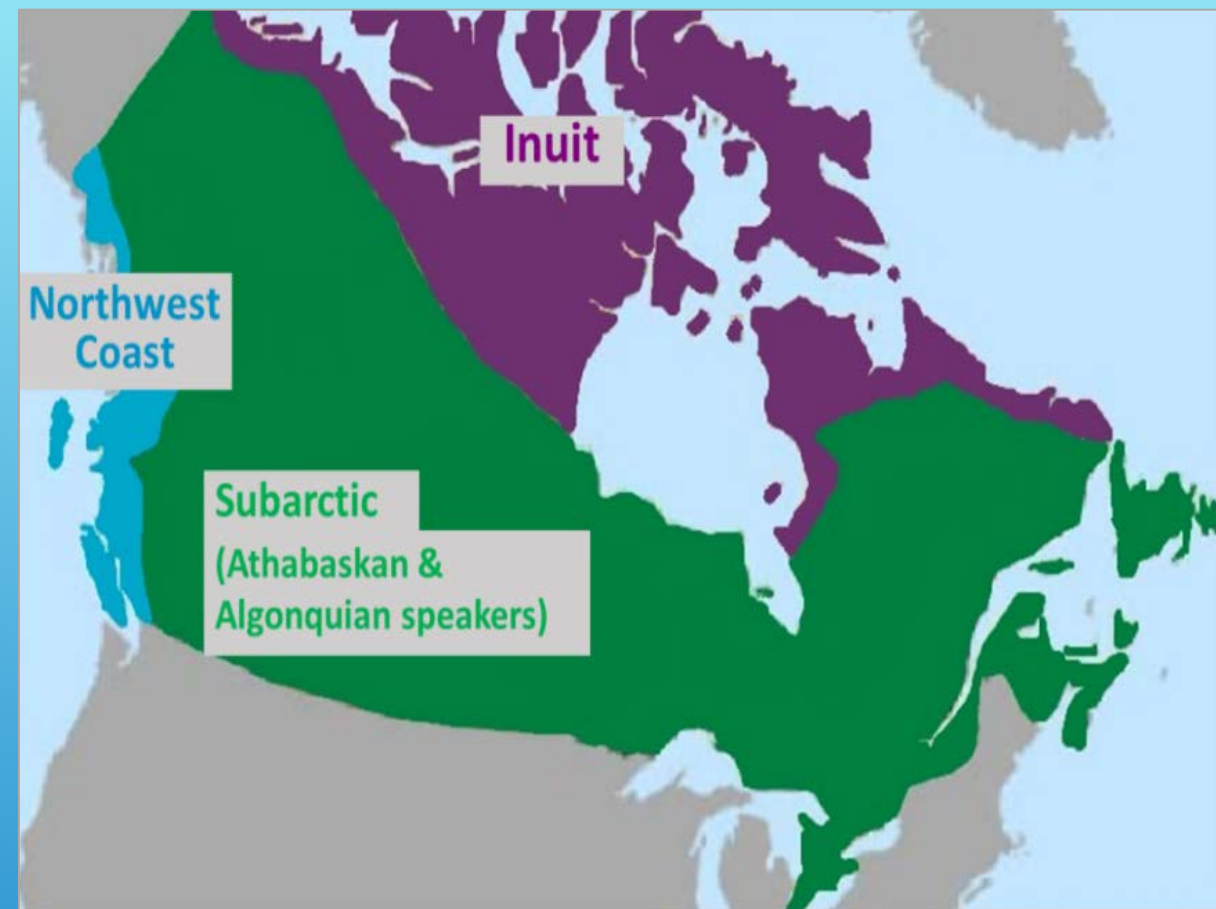 Inuit
Northwest
Coast
Subarctic
(Athabaskan &
Algonquian speakers)